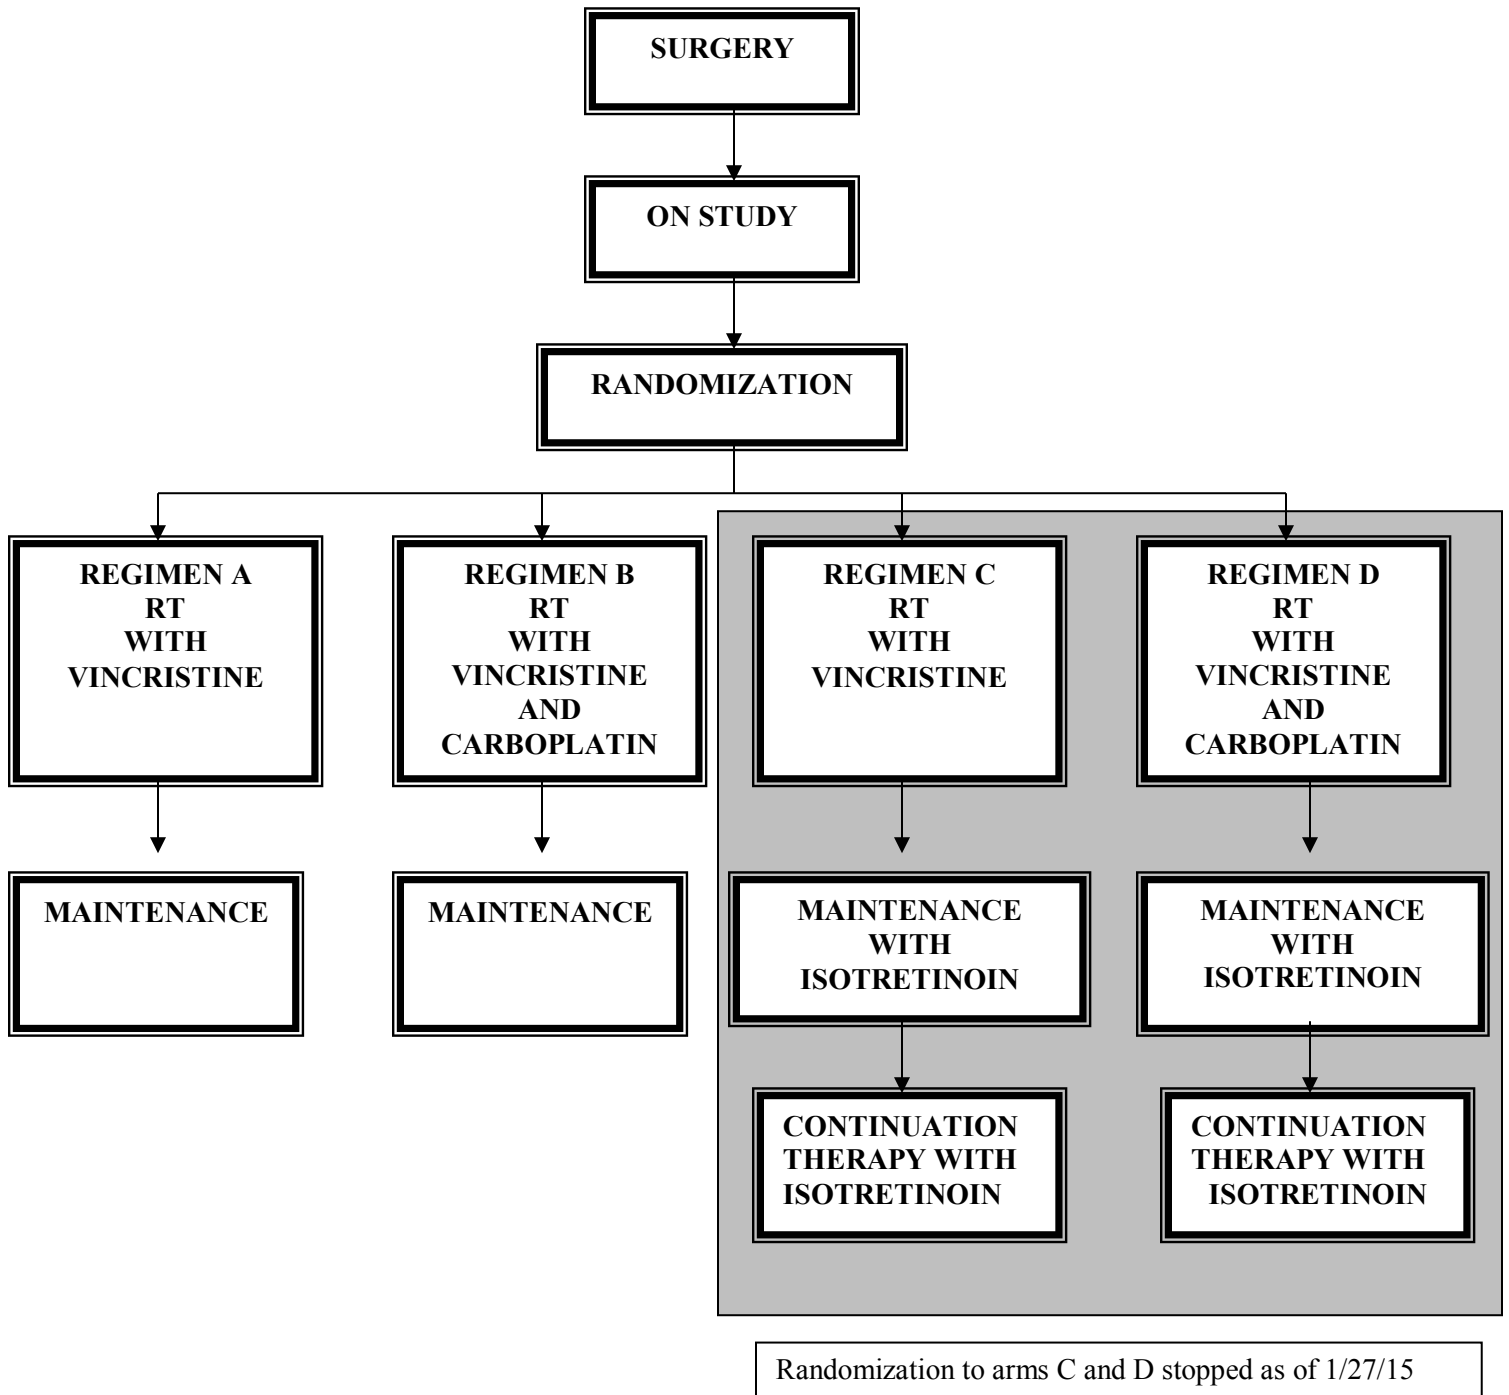 SURGERY
ON STUDY
RANDOMIZATION
REGIMEN A
RT
WITH
VINCRISTINE
REGIMEN B
RT
WITH
VINCRISTINE
AND
CARBOPLATIN
REGIMEN C
RT
WITH
VINCRISTINE
REGIMEN D
RT
WITH
VINCRISTINE
AND
CARBOPLATIN
MAINTENANCE
MAINTENANCE
MAINTENANCE
WITH
ISOTRETINOIN
MAINTENANCE
WITH
ISOTRETINOIN
CONTINUATION
THERAPY WITH
ISOTRETINOIN
CONTINUATION
THERAPY WITH
ISOTRETINOIN
Randomization to arms C and D stopped as of 1/27/15